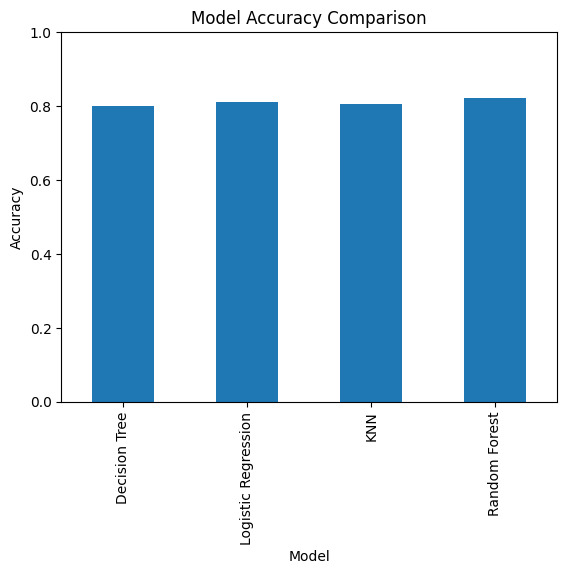 Model Accuracy Comparison
1.0
0.8
0.6
0.4
0.2
0.0
Accuracy
Decision Tree
Logistic Regression
KNN
Random Forest
Model